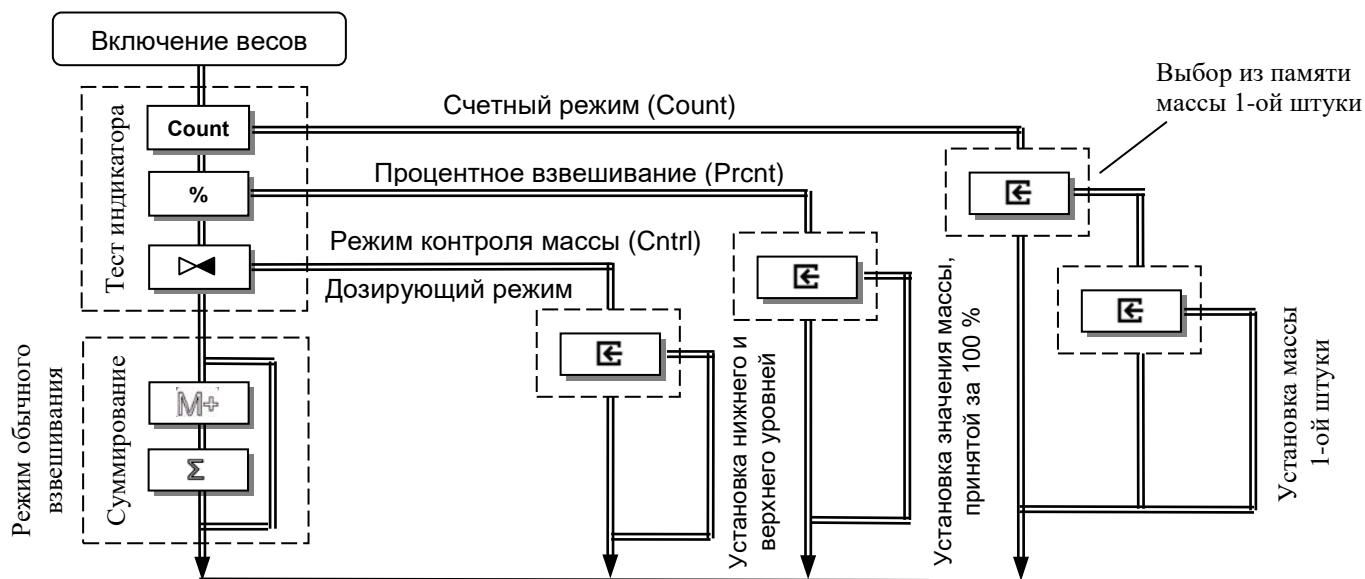 Включение весов
Выбор из памяти
массы 1-ой штуки
Тест индикатора
Count
Счетный режим (Count)
%
Процентное взвешивание (Prcnt)
Режим контроля массы (Cntrl)
Дозирующий режим
Режим обычного
взвешивания
Суммирование
M+
Σ
Установка нижнего и
верхнего уровней
Установка значения массы,
принятой за 100 %
Установка массы
1-ой штуки